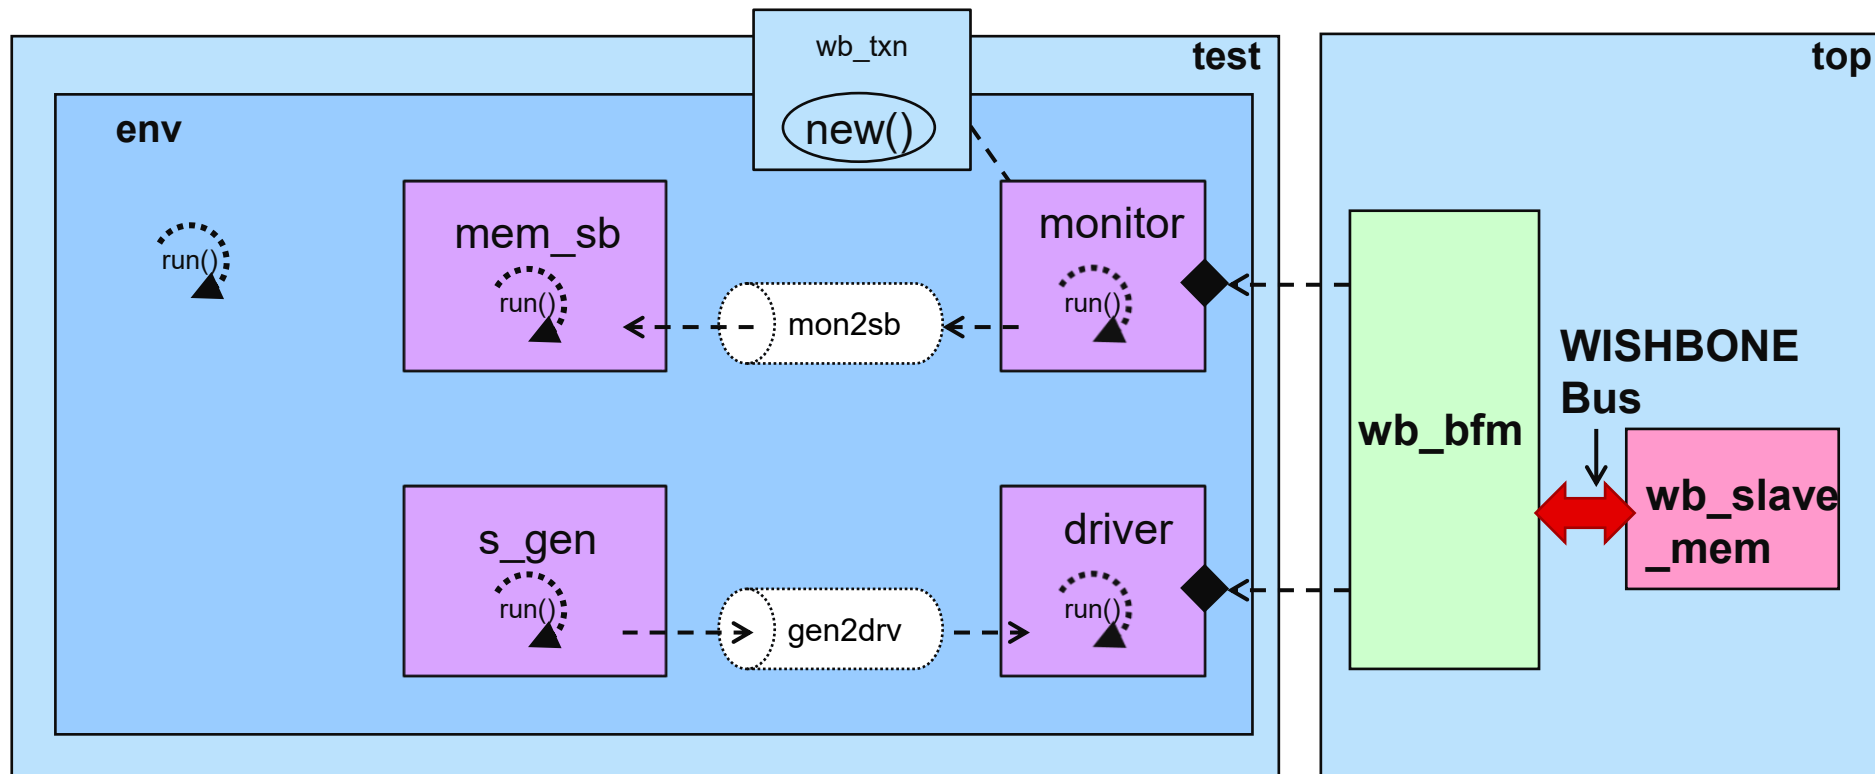 wb_txn
new()
test
top
env
run()
mem_sb
run()
mon2sb
monitor
run()
WISHBONE
Bus
wb_bfm
wb_slave
_mem
s_gen
run()
gen2drv
driver
run()